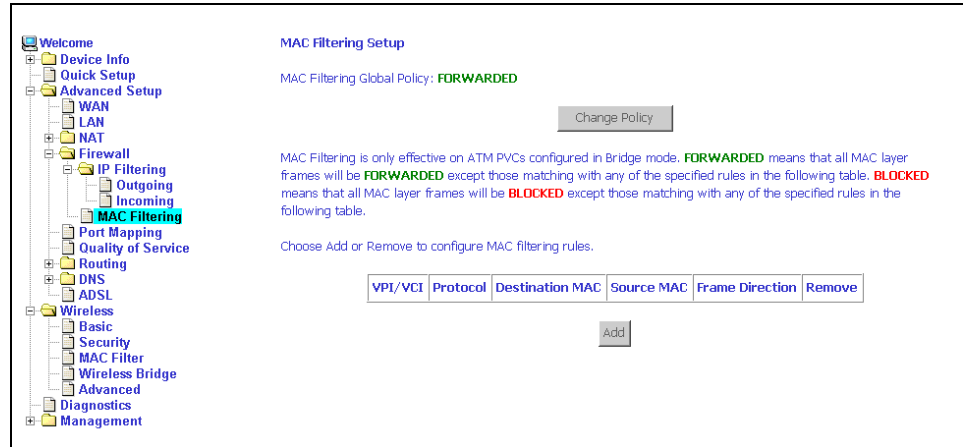 Welcome
Device Info
Quick Setup
Advanced Setup
WAN
LAN
NAT
Firewall
IP Filtering
Outgoing
Incoming
MAC Filtering
Port Mapping
Quality of Service
Routing
DNS
ADSL
Wireless
Basic
Security
MAC Filter
Wireless Bridge
Advanced
Diagnostics
Management
MAC Filtering Setup
MAC Filtering Global Policy: FORWARDED
Change Policy
MAC Filtering is only effective on ATM PVCs configured in Bridge mode. FORWARDED means that all MAC layer
frames will be FORWARDED except those matching with any of the specified rules in the following table. BLOCKED
means that all MAC layer frames will be BLOCKED except those matching with any of the specified rules in the
following table.
Choose Add or Remove to configure MAC filtering rules.
VPI/VCI Protocol Destination MAC Source MAC Frame Direction Remove
Add